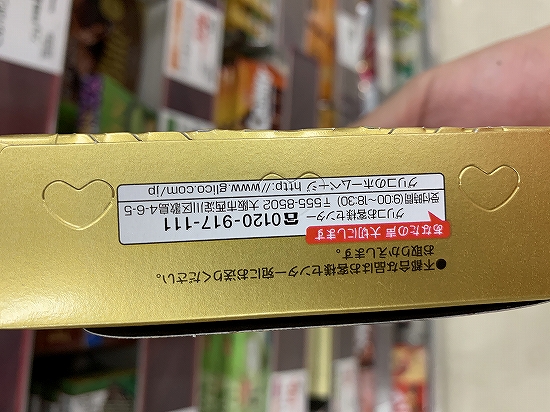 ●不都合な品はお客様センター宛にお送りください。
お取りかえします。
あなたの声 大切にします
グリコお客様センター ☎0120-917-111
受付時間(9:00~18:30) 〒555-8502 大阪市西淀川区歌島4-6-5
グリコのホームページ http://www.glico.com/jp